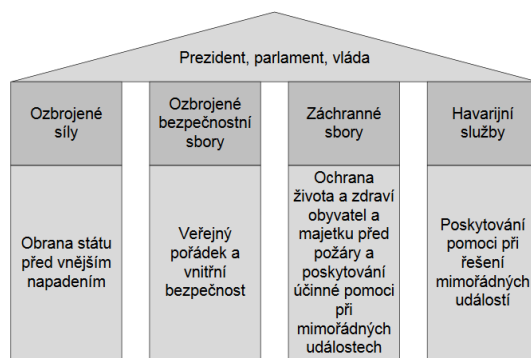 Prezident, parlament, vláda
Ozbrojené
síly
Ozbrojené
bezpečnostní
sbory
Záchranné
sbory
Havarijní
služby
Obrana státu
před vnějším
napadením
Veřejný
pořádek a
vnitřní
bezpečnost
Ochrana
života a zdraví
obyvatel a
majetku před
požáry a
poskytování
účinné pomoci
při
mimořádných
událostech
Poskytování
pomoci při
řešení
mimořádných
událostí